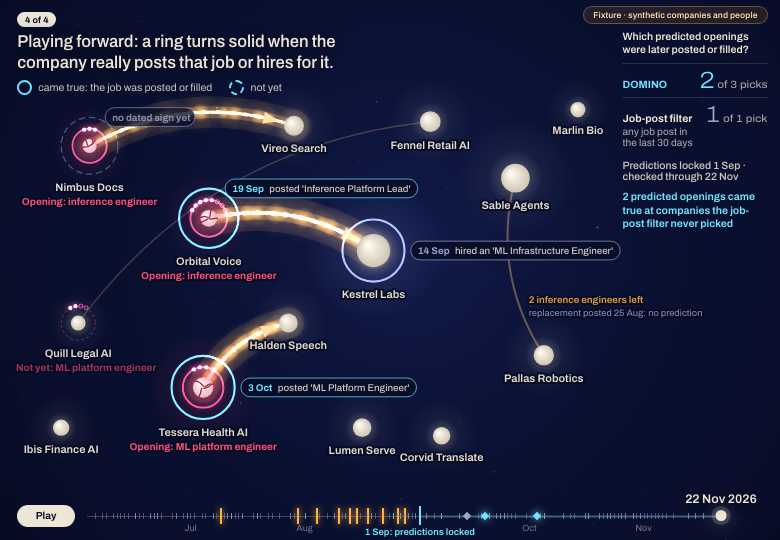 4 of 4
Fixture · synthetic companies and people
Playing forward: a ring turns solid when the
company really posts that job or hires for it.
came true: the job was posted or filled
not yet
Which predicted openings
were later posted or filled?
DOMINO
2 of 3 picks
Job-post filter
any job post in
the last 30 days
1 of 1 pick
Predictions locked 1 Sep ·
checked through 22 Nov
2 predicted openings came
true at companies the job-
post filter never picked
no dated sign yet
Vireo Search
Fennel Retail AI
Marlin Bio
Nimbus Docs
Opening: inference engineer
19 Sep posted 'Inference Platform Lead'
Sable Agents
Orbital Voice
Opening: inference engineer
14 Sep hired an 'ML Infrastructure Engineer'
Kestrel Labs
2 inference engineers left
replacement posted 25 Aug: no prediction
Quill Legal AI
Not yet: ML platform engineer
Halden Speech
Pallas Robotics
3 Oct posted 'ML Platform Engineer'
Tessera Health AI
Opening: ML platform engineer
Ibis Finance AI
Lumen Serve
Corvid Translate
22 Nov 2026
Play
Jul
Aug
1 Sep: predictions locked
Oct
Nov